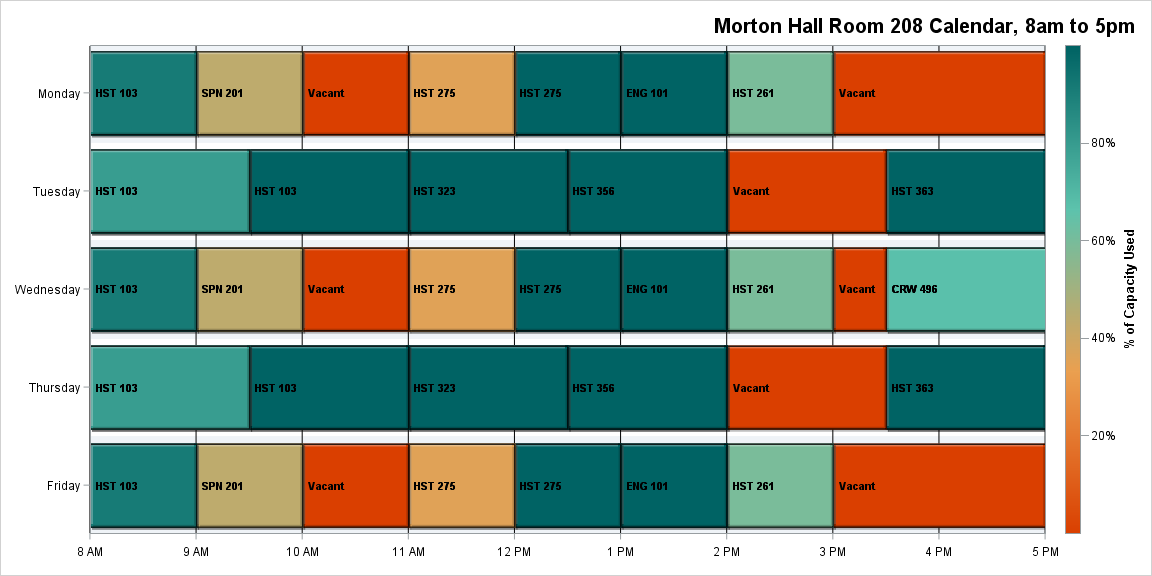 Morton Hall Room 208 Calendar, 8am to 5pm
Monday HST 103 SPN 201 Vacant HST 275 HST 275 ENG 101 HST 261 Vacant
80%
Tuesday HST 103 HST 103 HST 323 HST 356 Vacant HST 363
60%
% of Capacity Used
Wednesday HST 103 SPN 201 Vacant HST 275 HST 275 ENG 101 HST 261 Vacant CRW 496
40%
Thursday HST 103 HST 103 HST 323 HST 356 Vacant HST 363
20%
Friday HST 103 SPN 201 Vacant HST 275 HST 275 ENG 101 HST 261 Vacant
8 AM 9 AM 10 AM 11 AM 12 PM 1 PM 2 PM 3 PM 4 PM 5 PM